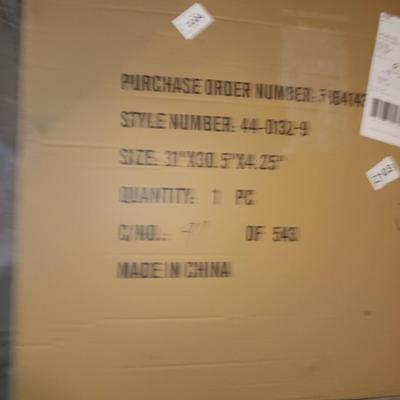 PURCHASE ORDER NUMBER:
STYLE NUMBER: 44-0132-9
SIZE: 31"X30.5"X4.25"
QUANTITY: 1 PC
C/NO.: OF 543
MADE IN CHINA